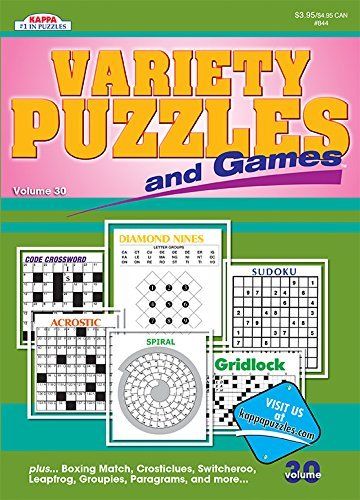 KAPPA
#1 IN PUZZLES
$3.95/$4.95 CAN
#844
VARIETY
PUZZLES
and Games
Volume 30
CODE CROSSWORD
DIAMOND NINES
LETTER GROUPS
SUDOKU
ACROSTIC
SPIRAL
Gridlock
VISIT US
at
kappapuzzles.com
plus... Boxing Match, Crosticlues, Switcheroo,
Leapfrog, Groupies, Paragrams, and more...
30
volume